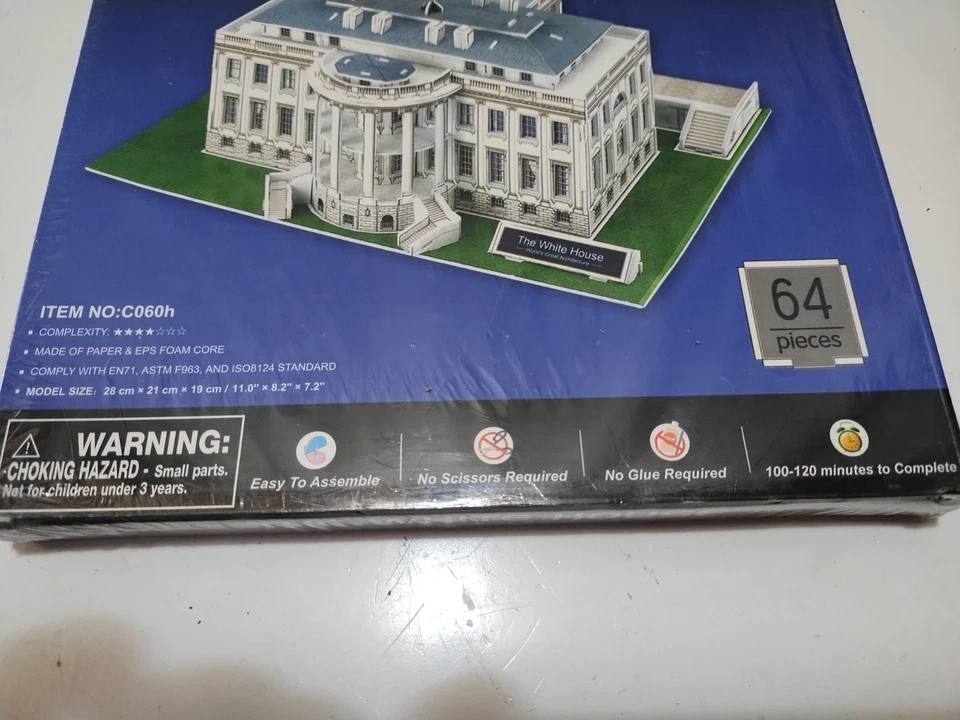 The White House
World's Great Architecture
64
pieces
ITEM NO:C060h
COMPLEXITY: ★★★★☆☆☆
MADE OF PAPER & EPS FOAM CORE
COMPLY WITH EN71, ASTM F963, AND ISO8124 STANDARD
MODEL SIZE: 28 cm × 21 cm × 19 cm / 11.0" × 8.2" × 7.2"
WARNING:
CHOKING HAZARD - Small parts.
Not for children under 3 years.
Easy To Assemble
No Scissors Required
No Glue Required
100-120 minutes to Complete